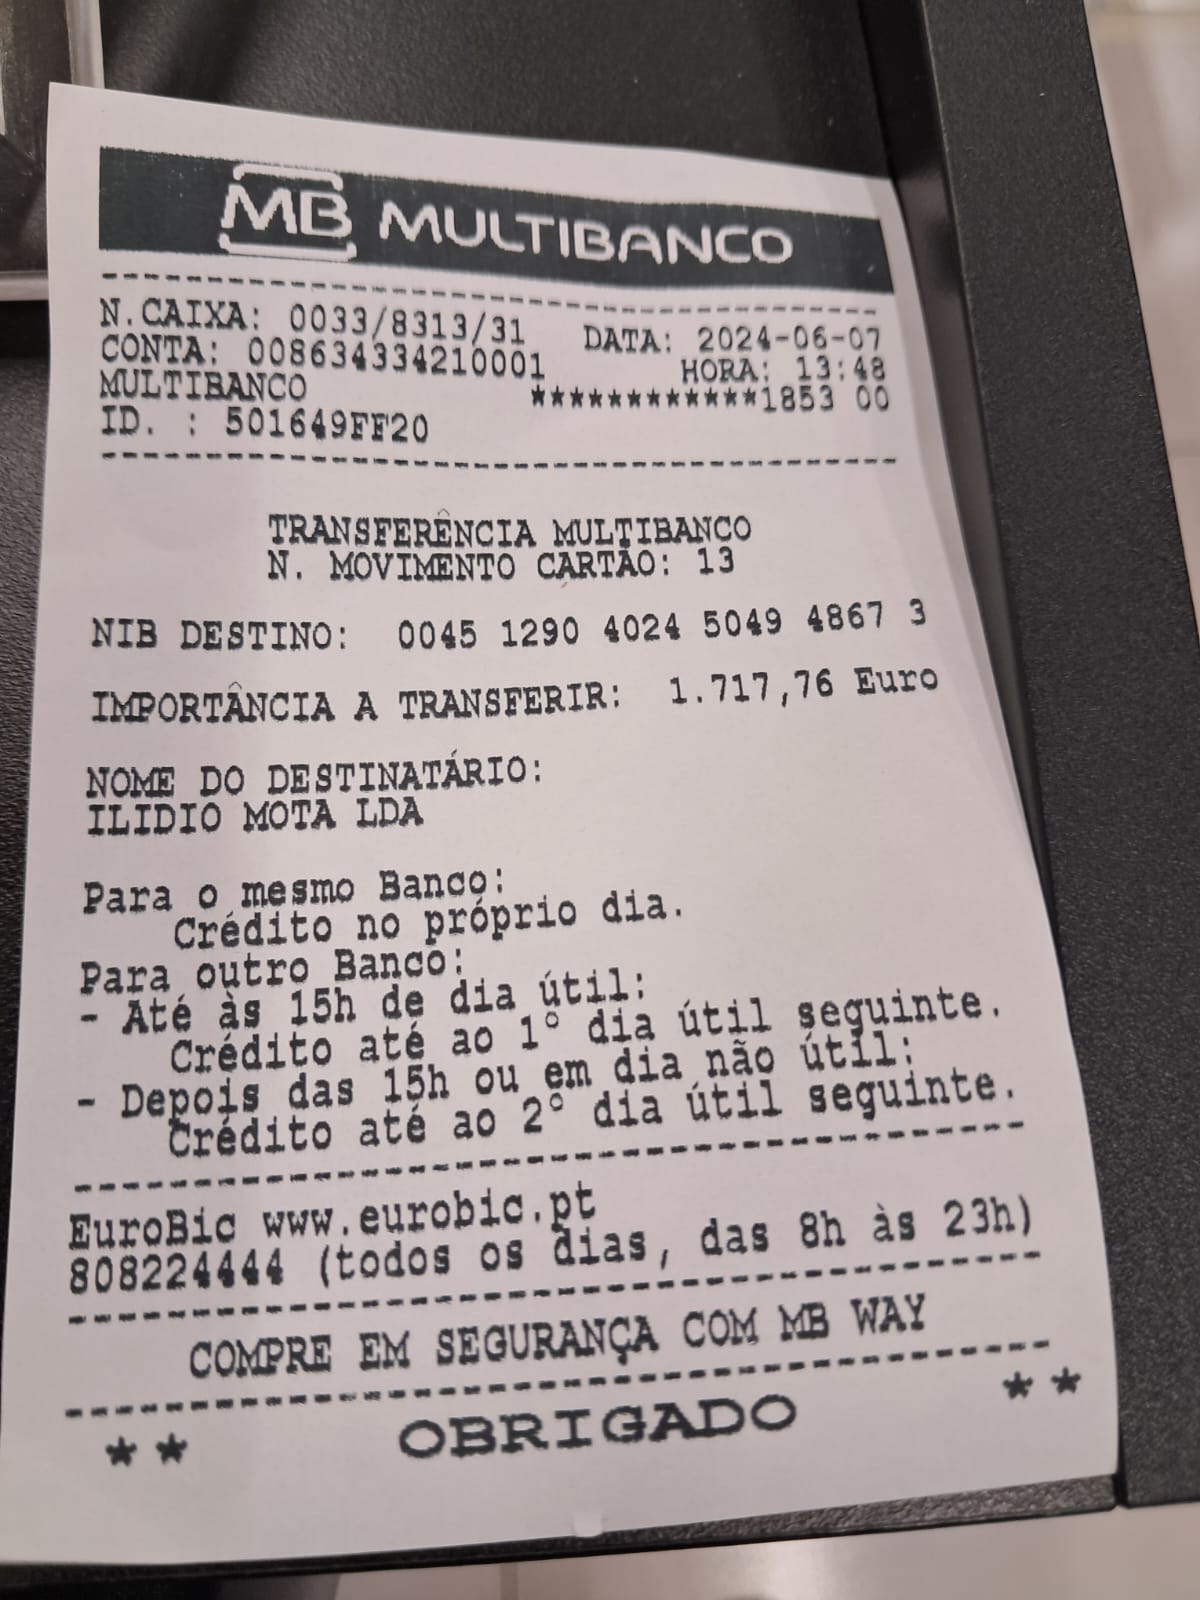 MB MULTIBANCO
N.CAIXA: 0033/8313/31 DATA: 2024-06-07
CONTA: 008634334210001 HORA: 13:48
MULTIBANCO ************1853 00
ID. : 501649FF20
TRANSFERÊNCIA MULTIBANCO
N. MOVIMENTO CARTÃO: 13
NIB DESTINO: 0045 1290 4024 5049 4867 3
IMPORTÂNCIA A TRANSFERIR: 1.717,76 Euro
NOME DO DESTINATÁRIO:
ILIDIO MOTA LDA
Para o mesmo Banco:
Crédito no próprio dia.
Para outro Banco:
- Até às 15h de dia útil:
Crédito até ao 1º dia útil seguinte.
- Depois das 15h ou em dia não útil:
Crédito até ao 2º dia útil seguinte.
EuroBic www.eurobic.pt
808224444 (todos os dias, das 8h às 23h)
COMPRE EM SEGURANÇA COM MB WAY
** OBRIGADO **